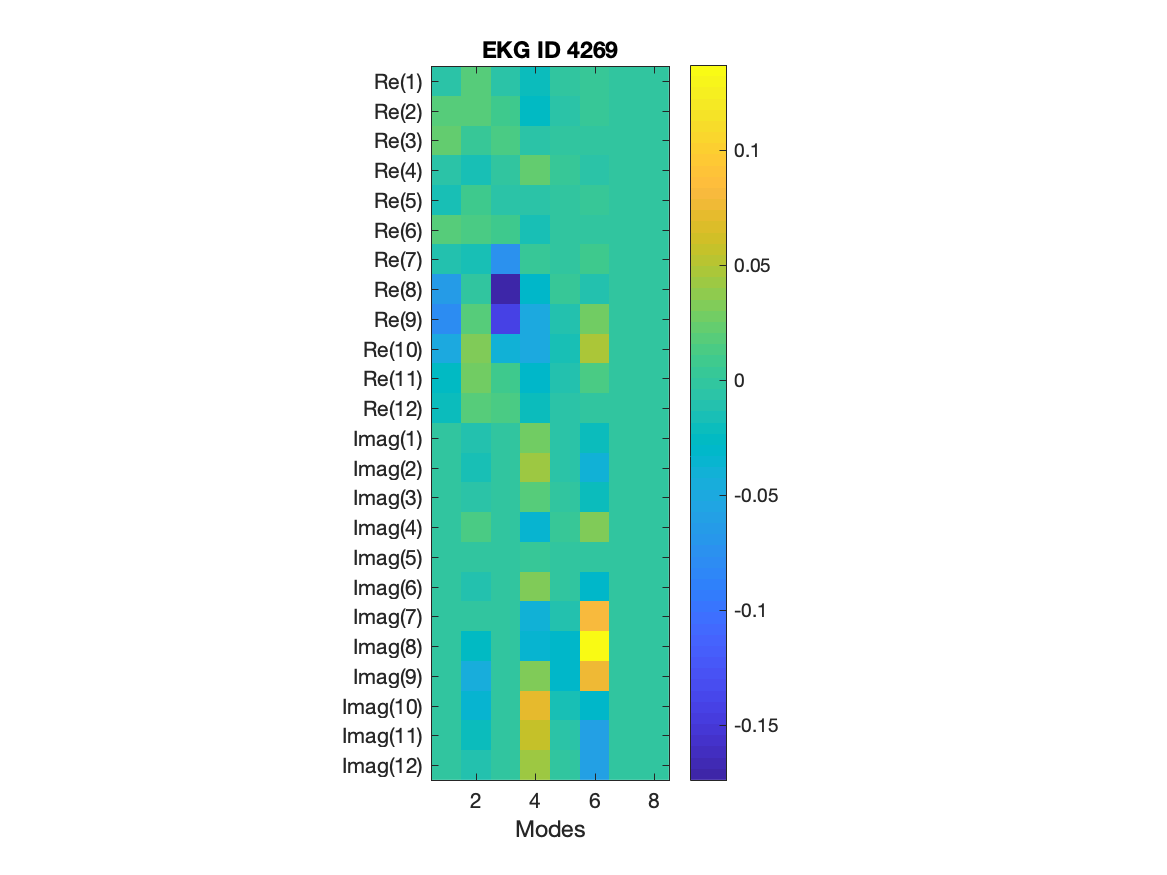 EKG ID 4269
Re(1)
Re(2)
Re(3)
Re(4)
Re(5)
Re(6)
Re(7)
Re(8)
Re(9)
Re(10)
Re(11)
Re(12)
Imag(1)
Imag(2)
Imag(3)
Imag(4)
Imag(5)
Imag(6)
Imag(7)
Imag(8)
Imag(9)
Imag(10)
Imag(11)
Imag(12)
2 4 6 8
Modes
0.1
0.05
0
-0.05
-0.1
-0.15